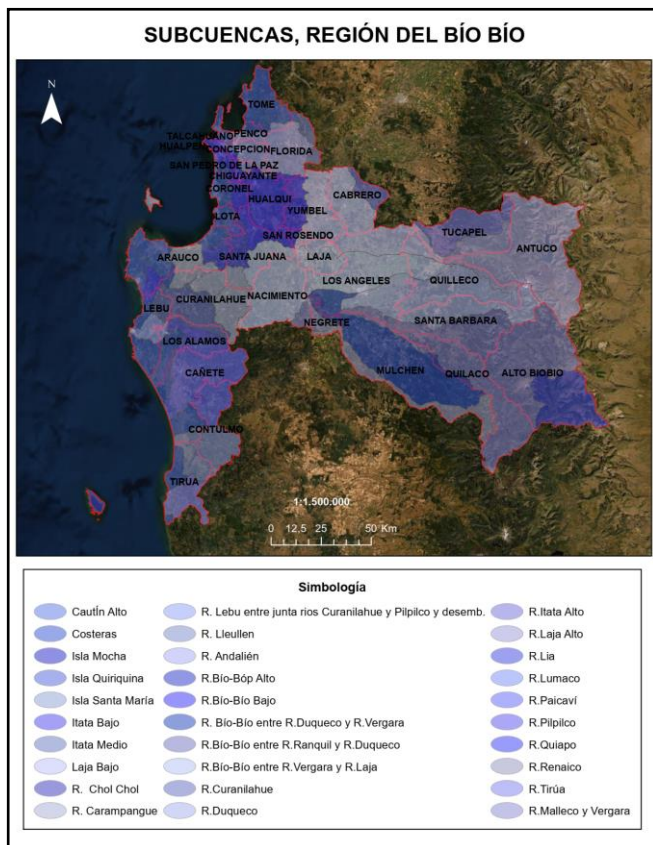 SUBCUENCAS, REGIÓN DEL BÍO BÍO
N
TOME
TALCAHUANO
PENCO
HUALPEN
CONCEPCION
FLORIDA
SAN PEDRO DE LA PAZ
CHIGUAYANTE
CORONEL
HUALQUI
CABRERO
LOTA
YUMBEL
TUCAPEL
SAN ROSENDO
ANTUCO
ARAUCO
SANTA JUANA
LAJA
LOS ANGELES
QUILLECO
LEBU
CURANILAHUE
NACIMIENTO
NEGRETE
SANTA BARBARA
LOS ALAMOS
CAÑETE
MULCHEN
QUILACO
ALTO BIOBIO
CONTULMO
TIRUA
1:1.500.000
0 12,5 25 50 Km
Simbología
Cautín Alto
Costeras
Isla Mocha
Isla Quiriquina
Isla Santa María
Itata Bajo
Itata Medio
Laja Bajo
R. Chol Chol
R. Carampangue
R. Lebu entre junta rios Curanilahue y Pilpilco y desemb.
R. Lleullen
R. Andalién
R.Bío-Bóp Alto
R.Bío-Bío Bajo
R. Bío-Bío entre R.Duqueco y R.Vergara
R.Bío-Bío entre R.Ranquil y R.Duqueco
R.Bío-Bío entre R.Vergara y R.Laja
R.Curanilahue
R.Duqueco
R.Itata Alto
R.Laja Alto
R.Lia
R.Lumaco
R.Paicaví
R.Pilpilco
R.Quiapo
R.Renaico
R.Tirúa
R.Malleco y Vergara